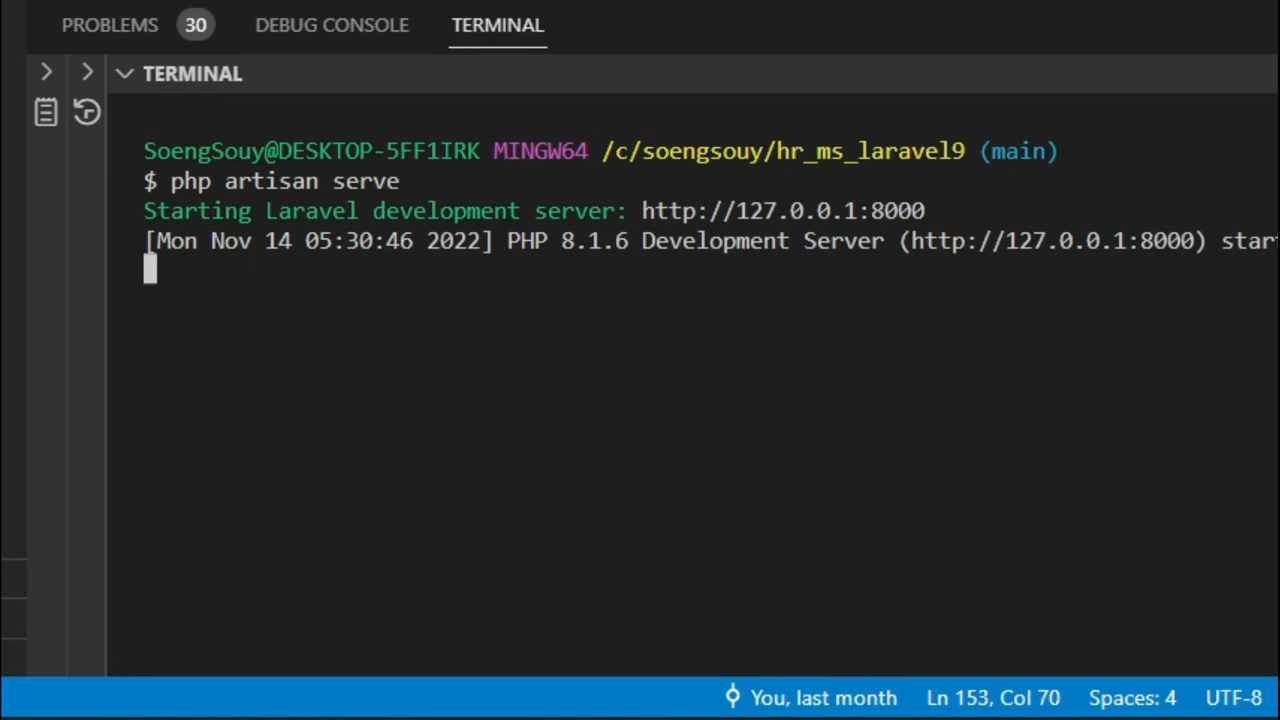 PROBLEMS 30 DEBUG CONSOLE TERMINAL
TERMINAL
SoengSouy@DESKTOP-5FF1IRK MINGW64 /c/soengsouy/hr_ms_laravel9 (main)
$ php artisan serve
Starting Laravel development server: http://127.0.0.1:8000
[Mon Nov 14 05:30:46 2022] PHP 8.1.6 Development Server (http://127.0.0.1:8000) star
You, last month Ln 153, Col 70 Spaces: 4 UTF-8